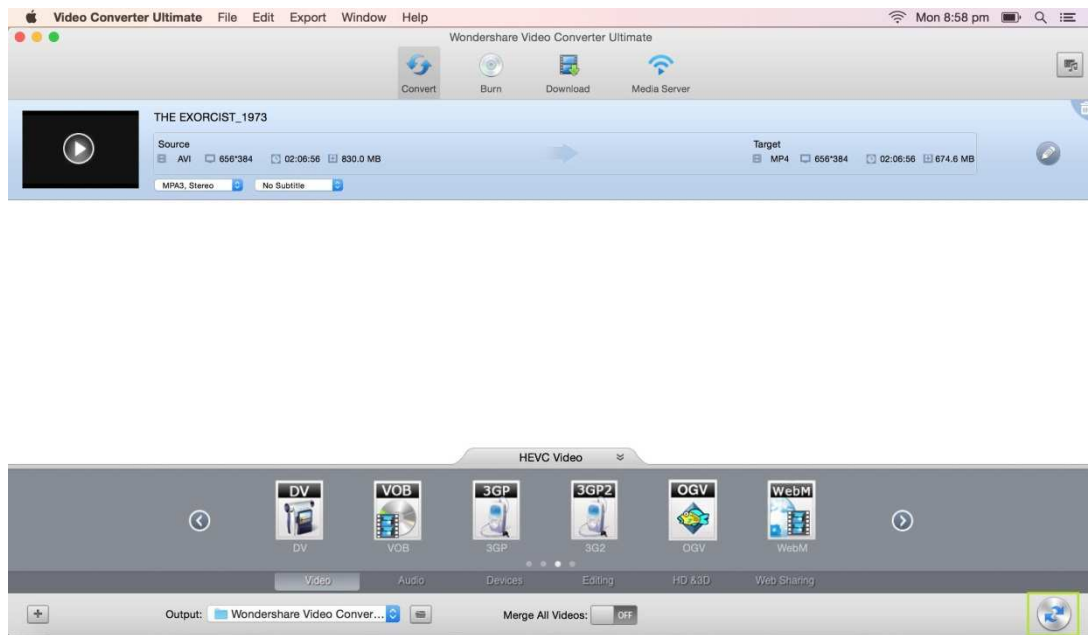 Video Converter Ultimate File Edit Export Window Help Mon 8:58 pm
Wondershare Video Converter Ultimate
Convert Burn Download Media Server
THE EXORCIST_1973
Source Target
AVI 656*384 02:06:56 830.0 MB MP4 656*384 02:06:56 674.6 MB
MPA3, Stereo No Subtitle
HEVC Video
DV VOB 3GP 3GP2 OGV WebM
DV VOB 3GP 3G2 OGV WebM
Video Audio Devices Editing HD &3D Web Sharing
Output: Wondershare Video Conver... Merge All Videos: OFF